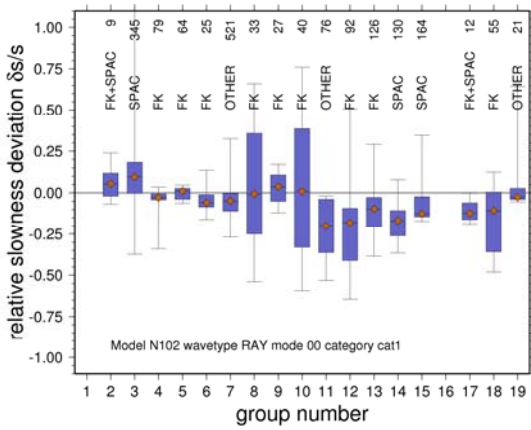 9 345 79 64 25 521 33 27 40 76 92 126 130 164 12 55 21
FK+SPAC SPAC FK FK FK OTHER FK FK FK OTHER FK FK SPAC SPAC FK+SPAC FK OTHER
relative slowness deviation δs/s
1.00
0.75
0.50
0.25
0.00
-0.25
-0.50
-0.75
-1.00
Model N102 wavetype RAY mode 00 category cat1
1 2 3 4 5 6 7 8 9 10 11 12 13 14 15 16 17 18 19
group number